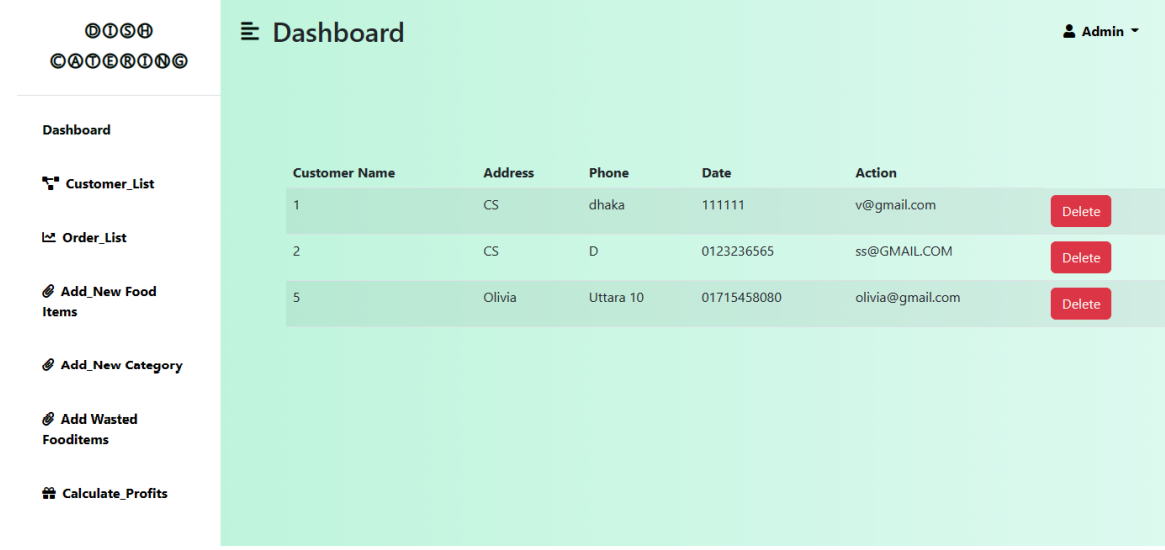 ⒹⒾⓈⒽ
ⒸⒶⓉⒺⓇⒾⓃⒼ
Dashboard
Admin
Dashboard
Customer_List
Order_List
Add_New Food
Items
Add_New Category
Add Wasted
Fooditems
Calculate_Profits
Customer Name Address Phone Date Action
1 CS dhaka 111111 v@gmail.com Delete
2 CS D 0123236565 ss@GMAIL.COM Delete
5 Olivia Uttara 10 01715458080 olivia@gmail.com Delete